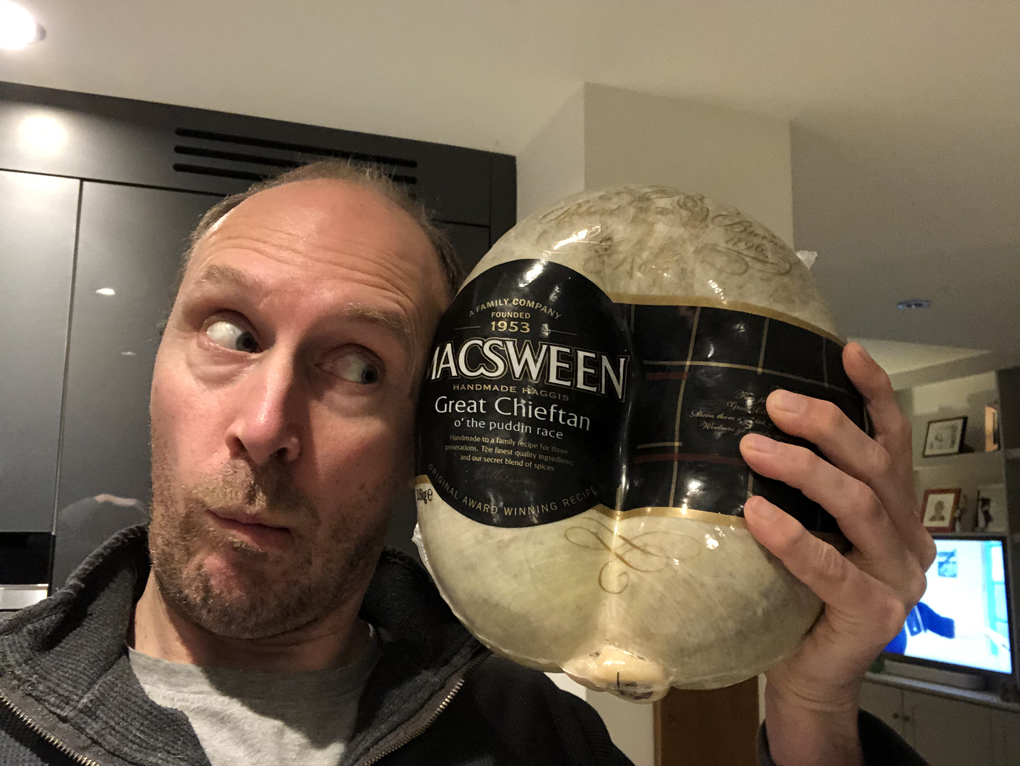 A FAMILY COMPANY
FOUNDED
1953
MACSWEEN
HANDMADE HAGGIS
Great Chieftan
o' the puddin race
Handmade to a family recipe for three
generations. The finest quality ingredients
and our secret blend of spices
ORIGINAL AWARD WINNING RECIPE